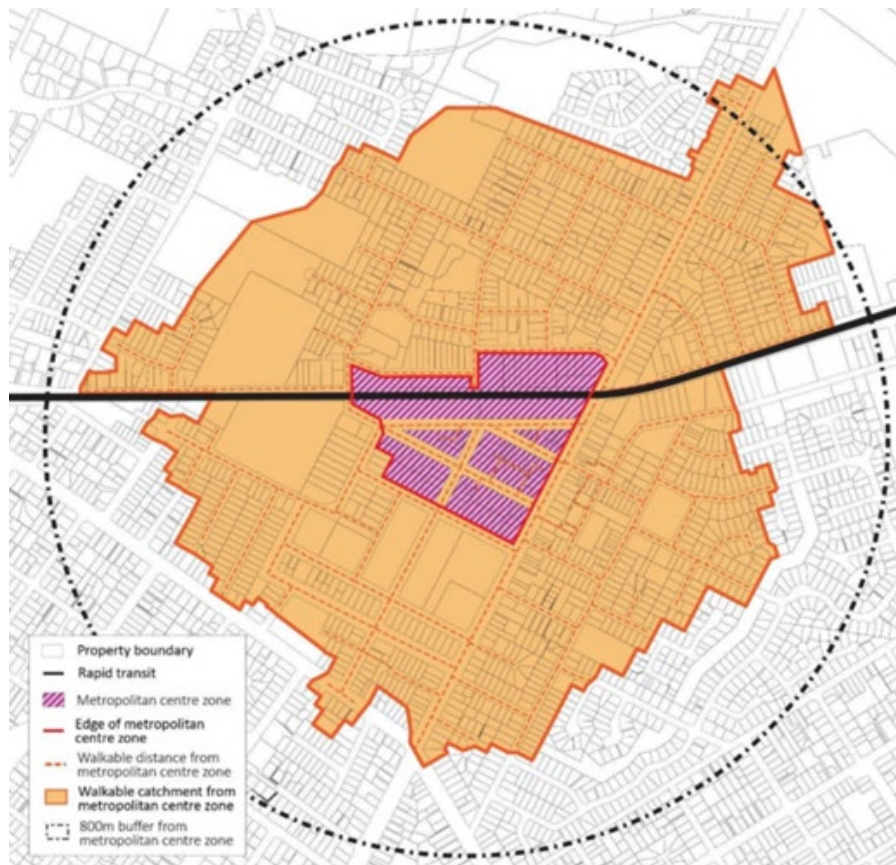 Property boundary
Rapid transit
Metropolitan centre zone
Edge of metropolitan
centre zone
Walkable distance from
metropolitan centre zone
Walkable catchment from
metropolitan centre zone
800m buffer from
metropolitan centre zone